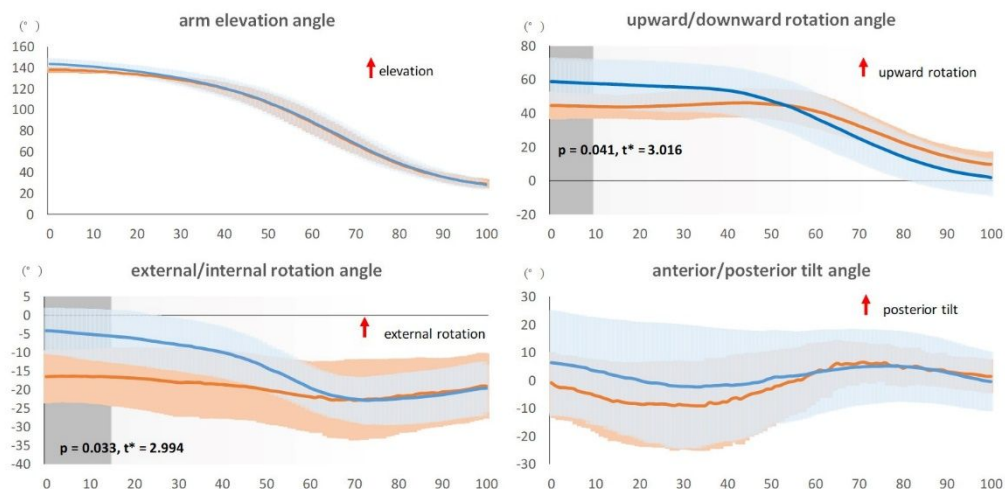 arm elevation angle
(°)
160
140
120
100
80
60
40
20
0
elevation
0 10 20 30 40 50 60 70 80 90 100
upward/downward rotation angle
(°)
80
60
40
20
0
-20
upward rotation
p = 0.041, t* = 3.016
0 10 20 30 40 50 60 70 80 90 100
external/internal rotation angle
(°)
5
0
-5
-10
-15
-20
-25
-30
-35
-40
external rotation
p = 0.033, t* = 2.994
0 10 20 30 40 50 60 70 80 90 100
anterior/posterior tilt angle
(°)
30
20
10
0
-10
-20
-30
posterior tilt
0 10 20 30 40 50 60 70 80 90 100